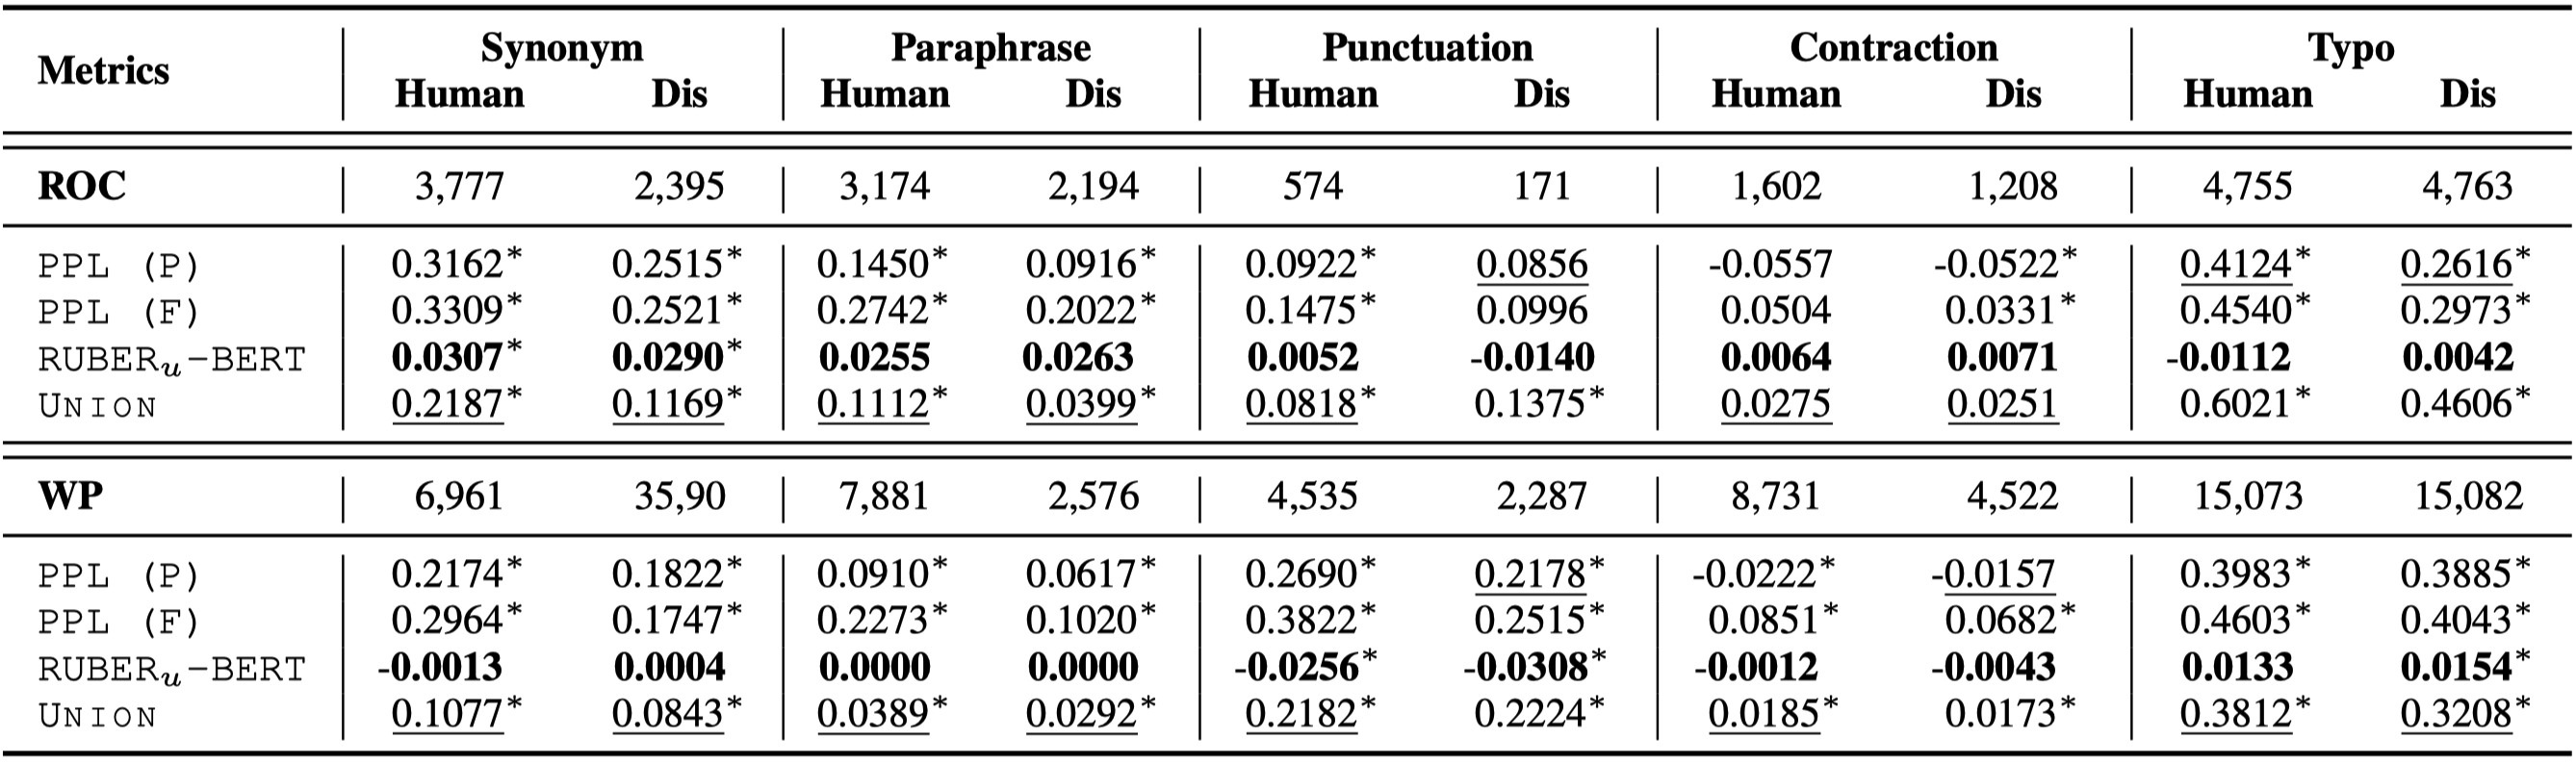 Metrics Synonym Paraphrase Punctuation Contraction Typo
Human Dis Human Dis Human Dis Human Dis Human Dis
ROC 3,777 2,395 3,174 2,194 574 171 1,602 1,208 4,755 4,763
PPL (P) 0.3162* 0.2515* 0.1450* 0.0916* 0.0922* 0.0856 -0.0557 -0.0522* 0.4124* 0.2616*
PPL (F) 0.3309* 0.2521* 0.2742* 0.2022* 0.1475* 0.0996 0.0504 0.0331* 0.4540* 0.2973*
RUBERu-BERT 0.0307* 0.0290* 0.0255 0.0263 0.0052 -0.0140 0.0064 0.0071 -0.0112 0.0042
UNION 0.2187* 0.1169* 0.1112* 0.0399* 0.0818* 0.1375* 0.0275 0.0251 0.6021* 0.4606*
WP 6,961 35,90 7,881 2,576 4,535 2,287 8,731 4,522 15,073 15,082
PPL (P) 0.2174* 0.1822* 0.0910* 0.0617* 0.2690* 0.2178* -0.0222* -0.0157 0.3983* 0.3885*
PPL (F) 0.2964* 0.1747* 0.2273* 0.1020* 0.3822* 0.2515* 0.0851* 0.0682* 0.4603* 0.4043*
RUBERu-BERT -0.0013 0.0004 0.0000 0.0000 -0.0256* -0.0308* -0.0012 -0.0043 0.0133 0.0154*
UNION 0.1077* 0.0843* 0.0389* 0.0292* 0.2182* 0.2224* 0.0185* 0.0173* 0.3812* 0.3208*